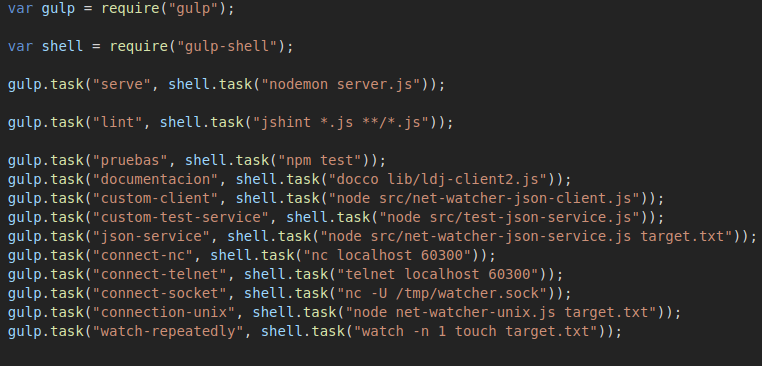 var gulp = require("gulp");
var shell = require("gulp-shell");
gulp.task("serve", shell.task("nodemon server.js"));
gulp.task("lint", shell.task("jshint *.js **/*.js"));
gulp.task("pruebas", shell.task("npm test"));
gulp.task("documentacion", shell.task("docco lib/ldj-client2.js"));
gulp.task("custom-client", shell.task("node src/net-watcher-json-client.js"));
gulp.task("custom-test-service", shell.task("node src/test-json-service.js"));
gulp.task("json-service", shell.task("node src/net-watcher-json-service.js target.txt"));
gulp.task("connect-nc", shell.task("nc localhost 60300"));
gulp.task("connect-telnet", shell.task("telnet localhost 60300"));
gulp.task("connect-socket", shell.task("nc -U /tmp/watcher.sock"));
gulp.task("connection-unix", shell.task("node net-watcher-unix.js target.txt"));
gulp.task("watch-repeatedly", shell.task("watch -n 1 touch target.txt"));